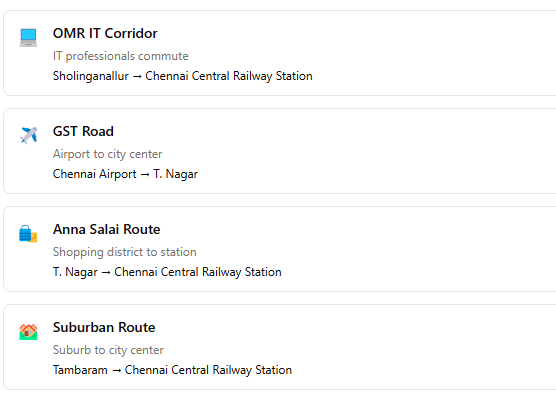 OMR IT Corridor
IT professionals commute
Sholinganallur → Chennai Central Railway Station
GST Road
Airport to city center
Chennai Airport → T. Nagar
Anna Salai Route
Shopping district to station
T. Nagar → Chennai Central Railway Station
Suburban Route
Suburb to city center
Tambaram → Chennai Central Railway Station